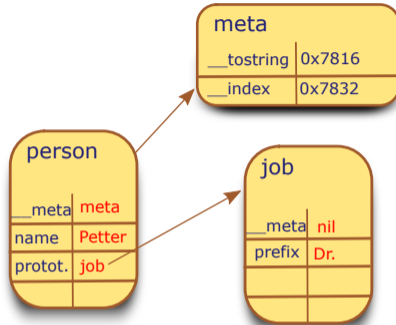 meta
__tostring 0x7816
__index 0x7832
person
__meta meta
name Petter
protot. job
job
__meta nil
prefix Dr.